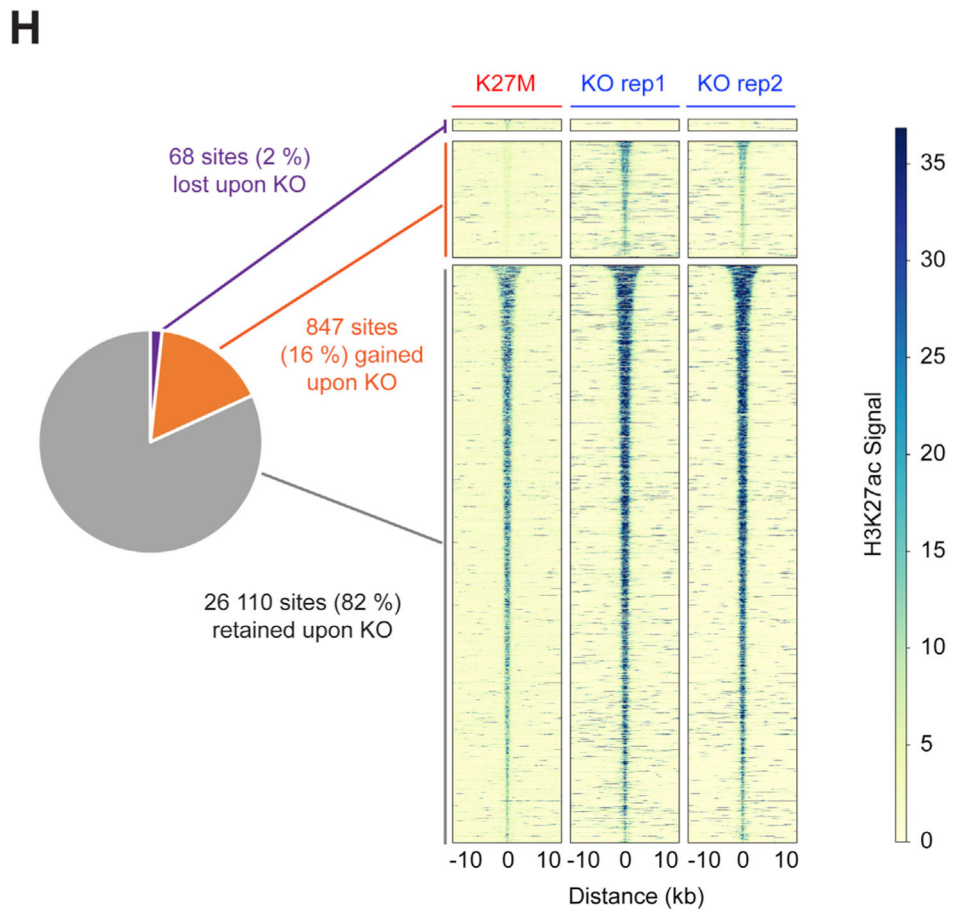 H
K27M
KO rep1
KO rep2
68 sites (2 %)
lost upon KO
847 sites
(16 %) gained
upon KO
26 110 sites (82 %)
retained upon KO
35
30
25
20
15
10
5
0
H3K27ac Signal
-10 0 10
-10 0 10
-10 0 10
Distance (kb)